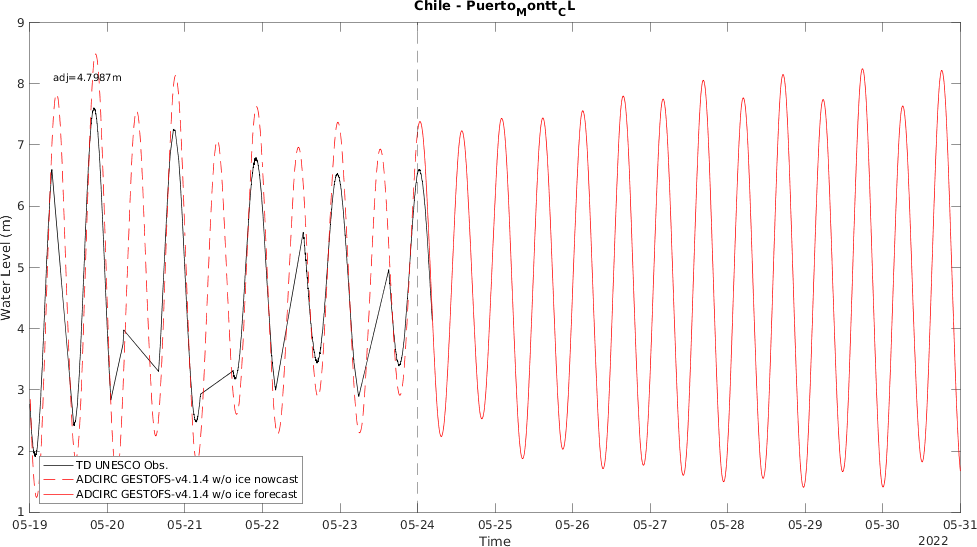 Chile - Puerto_Montt_CL
adj=4.7987m
Water Level (m)
9
8
7
6
5
4
3
2
1
TD UNESCO Obs.
ADCIRC GESTOFS-v4.1.4 w/o ice nowcast
ADCIRC GESTOFS-v4.1.4 w/o ice forecast
05-19 05-20 05-21 05-22 05-23 05-24 05-25 05-26 05-27 05-28 05-29 05-30 05-31
Time
2022